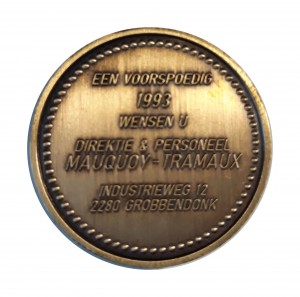 EEN VOORSPOEDIG
1993
WENSEN U
DIREKTIE & PERSONEEL
MAUQUOY-TRAMAUX
INDUSTRIEWEG 12
2280 GROBBENDONK